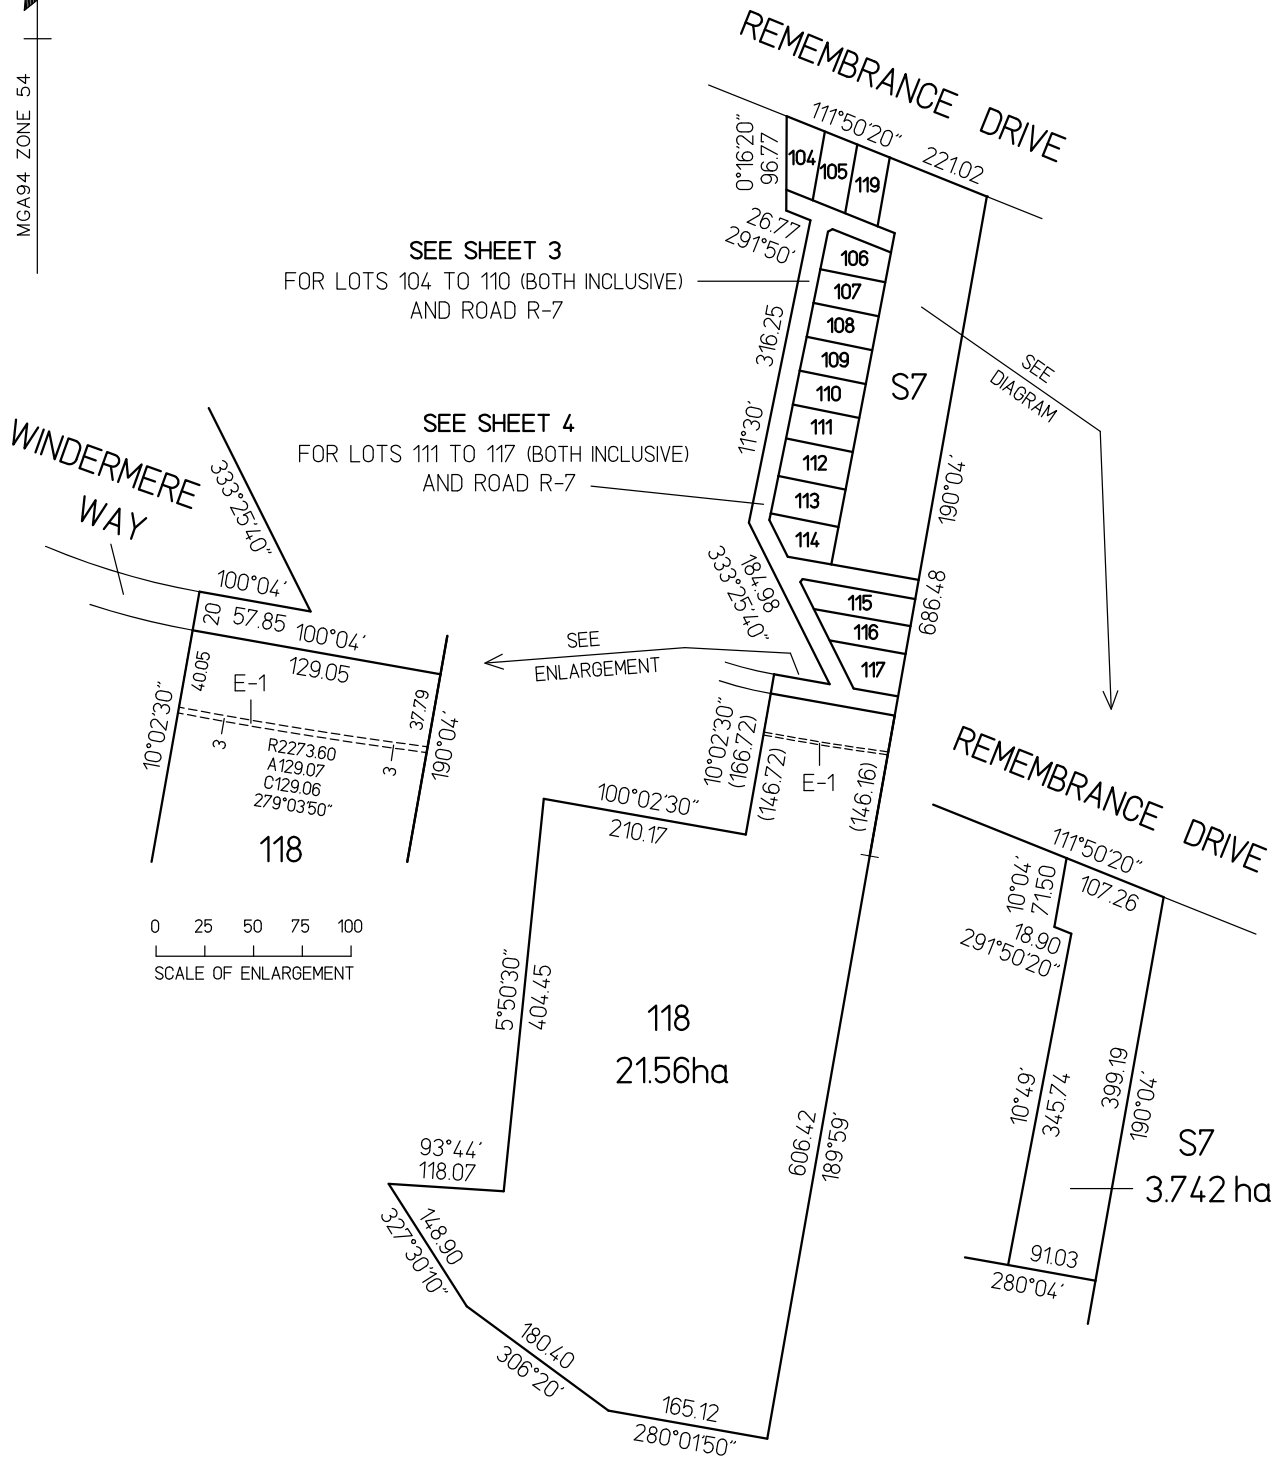 MGA94 ZONE 54
REMEMBRANCE DRIVE
111°50'20"
221.02
0°16'20"
96.77
104
105
119
26.77
291°50'
SEE SHEET 3
FOR LOTS 104 TO 110 (BOTH INCLUSIVE)
AND ROAD R-7
106
107
108
109
110
111
112
113
114
115
116
117
316.25
11°30'
S7
SEE
DIAGRAM
190°04'
686.48
SEE SHEET 4
FOR LOTS 111 TO 117 (BOTH INCLUSIVE)
AND ROAD R-7
184.98
333°25'40"
WINDERMERE
WAY
333°25'40"
100°04'
20
57.85
100°04'
129.05
40.05
E-1
37.79
10°02'30"
190°04'
3
3
R2273.60
A129.07
C129.06
279°03'50"
118
SEE
ENLARGEMENT
0 25 50 75 100
SCALE OF ENLARGEMENT
10°02'30"
(166.72)
(146.72)
E-1
(146.16)
100°02'30"
210.17
5°50'30"
404.45
118
21.56ha
606.42
189°59'
93°44'
118.07
148.90
327°30'10"
180.40
306°20'
165.12
280°01'50"
REMEMBRANCE DRIVE
111°50'20"
107.26
10°04'
71.50
18.90
291°50'20"
10°49'
345.74
399.19
190°04'
S7
3.742 ha
91.03
280°04'